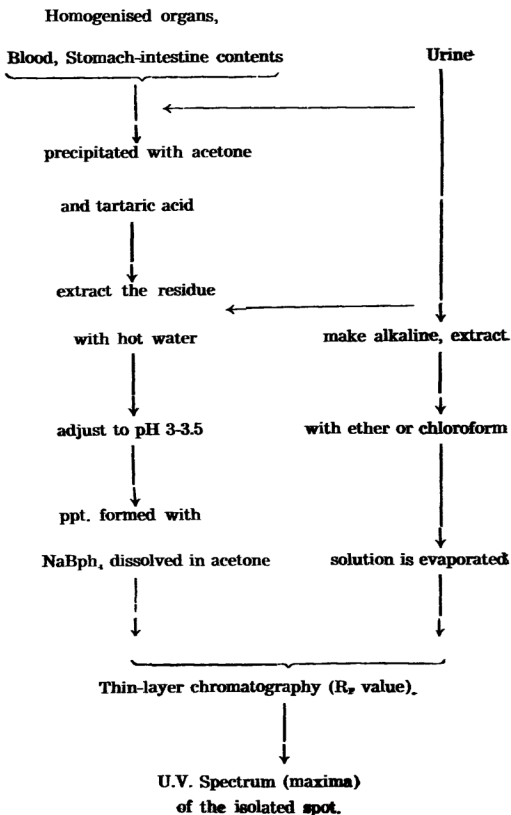 Homogenised organs,
Blood, Stomach-intestine contents
precipitated with acetone
and tartaric acid
extract the residue
with hot water
adjust to pH 3-3.5
ppt. formed with
NaBph₄ dissolved in acetone
Urine
make alkaline, extract
with ether or chloroform
solution is evaporated
Thin-layer chromatography (R_F value).
U.V. Spectrum (maxima)
of the isolated spot.